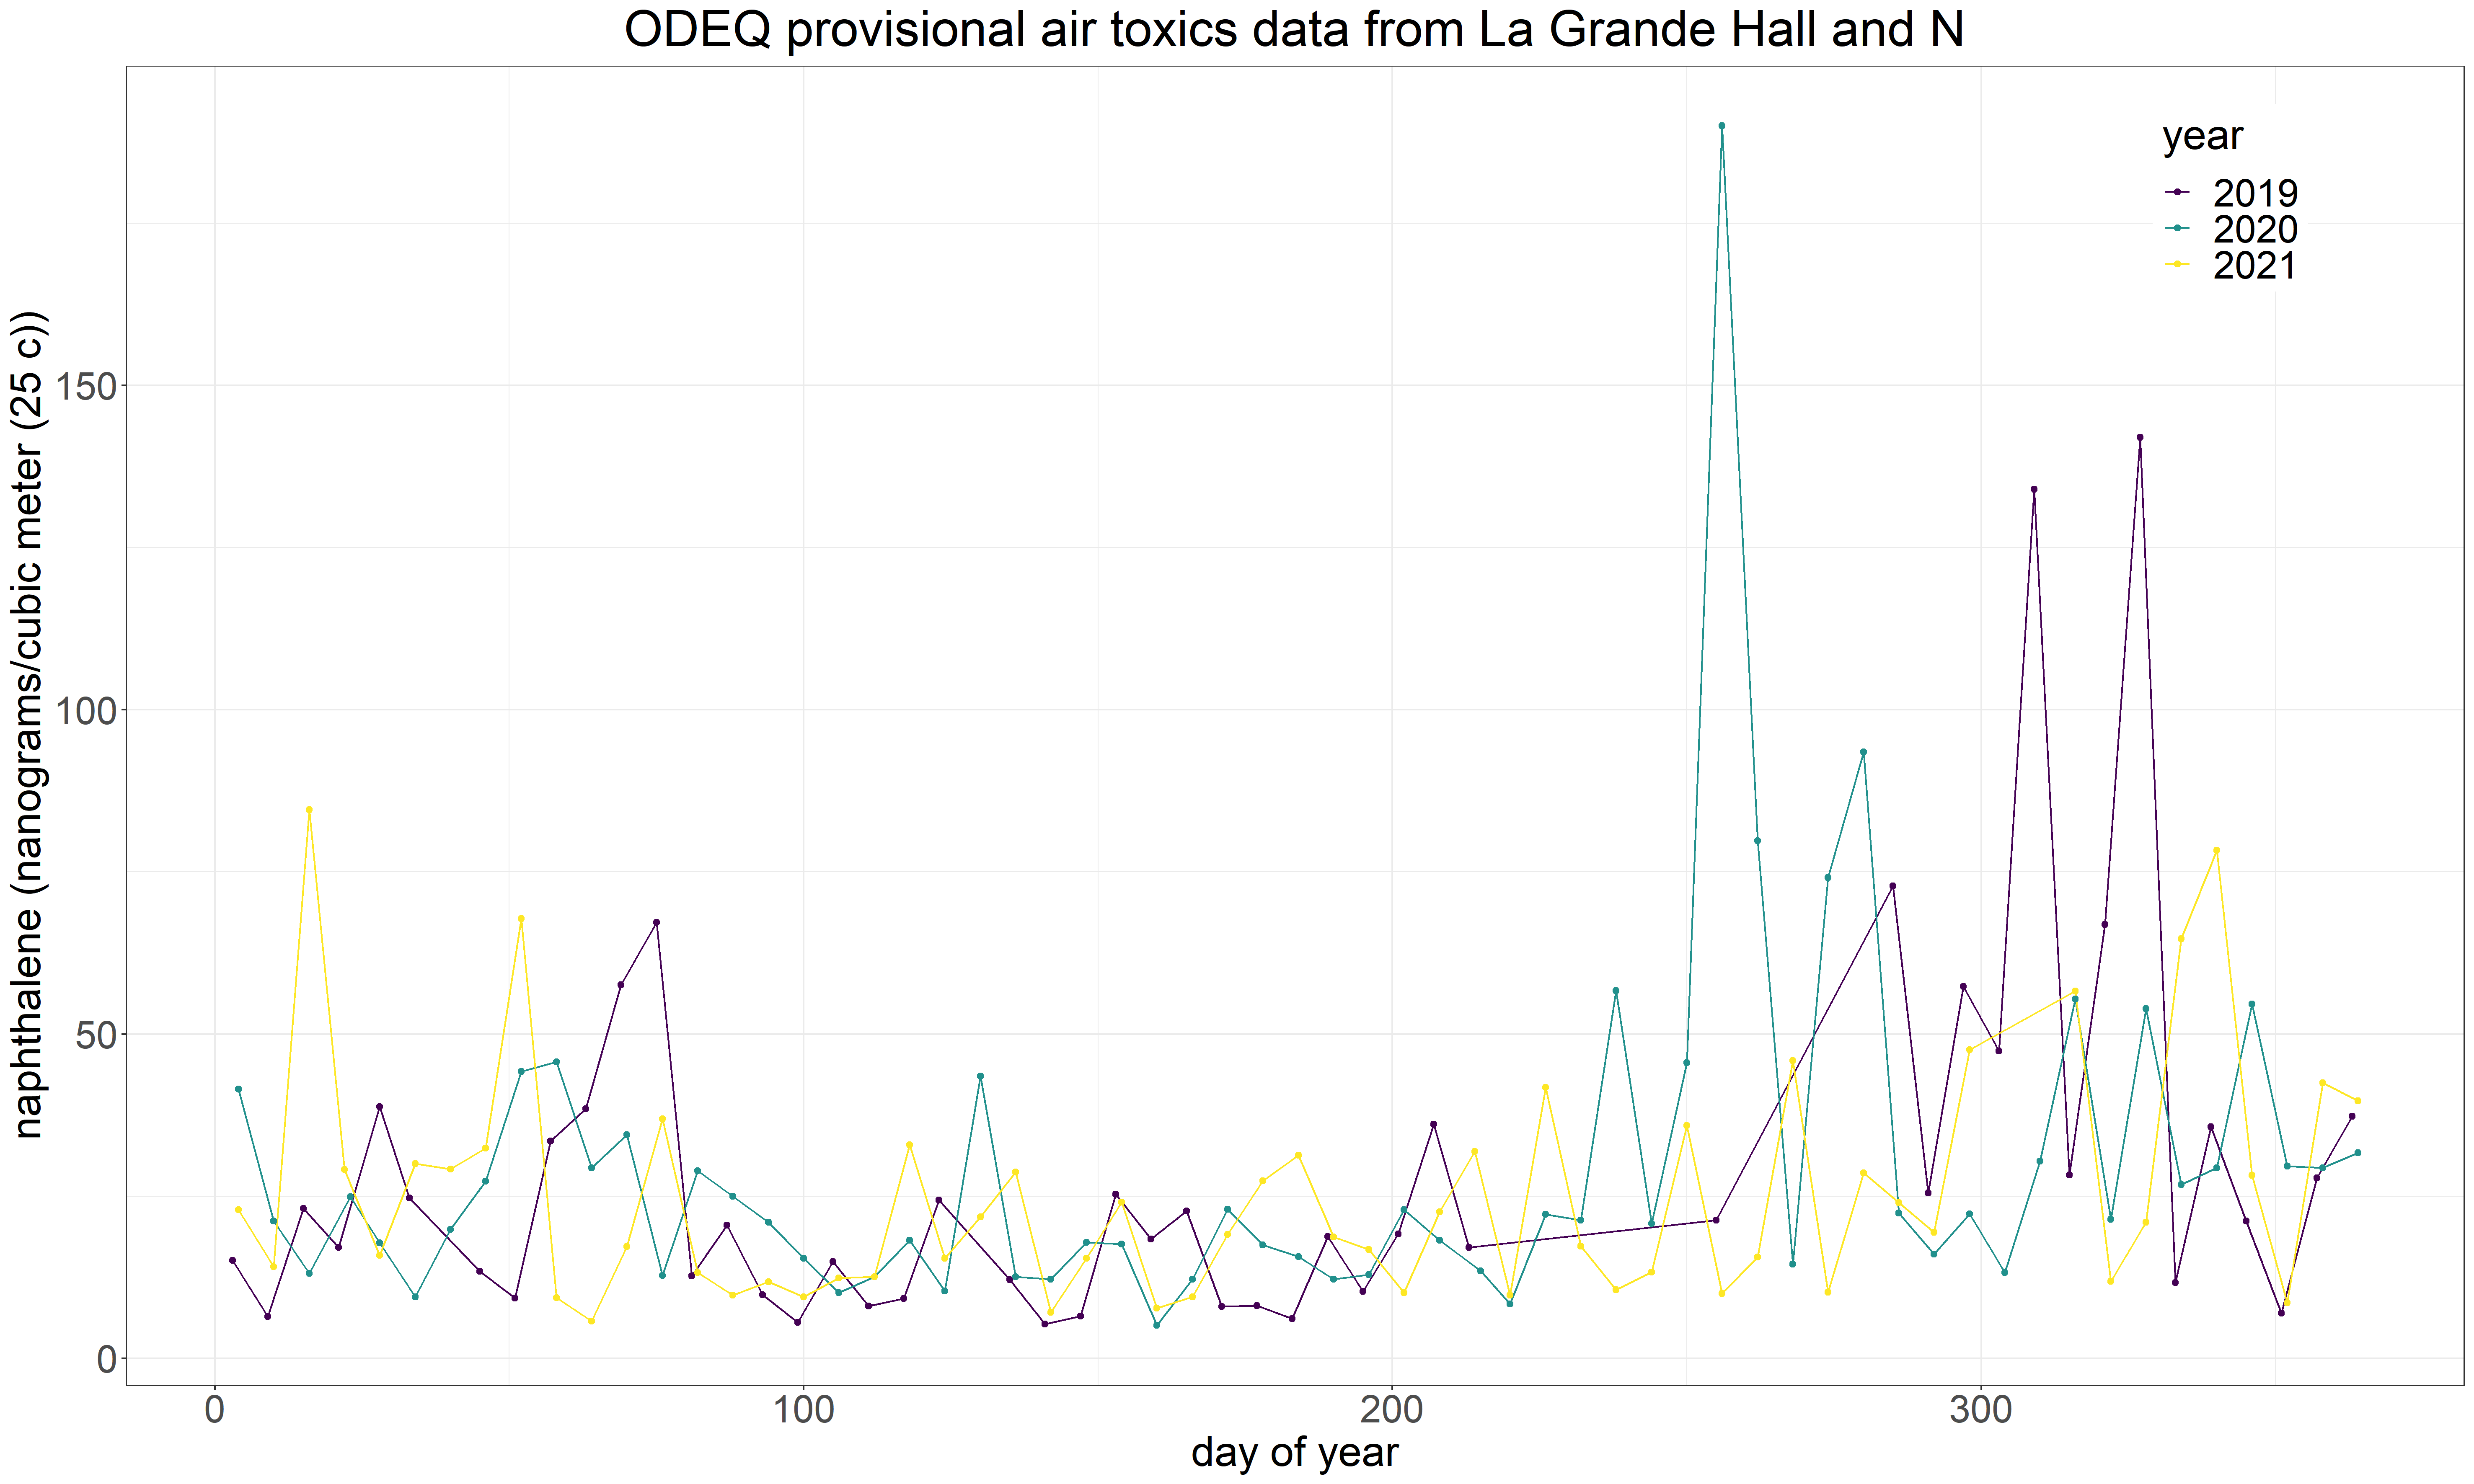 ODEQ provisional air toxics data from La Grande Hall and N
year
2019
2020
2021
naphthalene (nanograms/cubic meter (25 c))
150
100
50
0
0 100 200 300
day of year